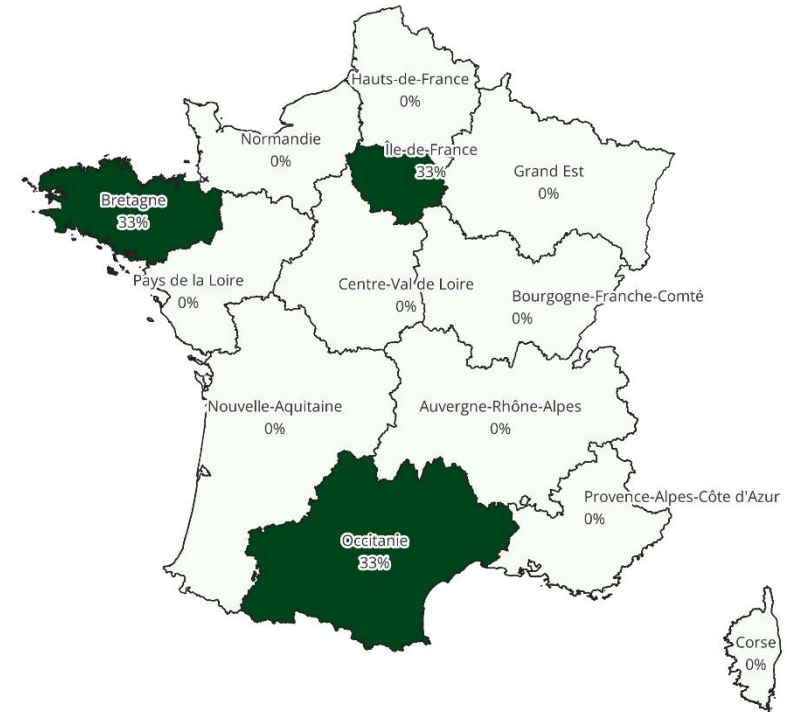 Hauts-de-France
0%
Normandie
0%
Île-de-France
33%
Grand Est
0%
Bretagne
33%
Pays de la Loire
0%
Centre-Val de Loire
0%
Bourgogne-Franche-Comté
0%
Nouvelle-Aquitaine
0%
Auvergne-Rhône-Alpes
0%
Provence-Alpes-Côte d'Azur
0%
Occitanie
33%
Corse
0%